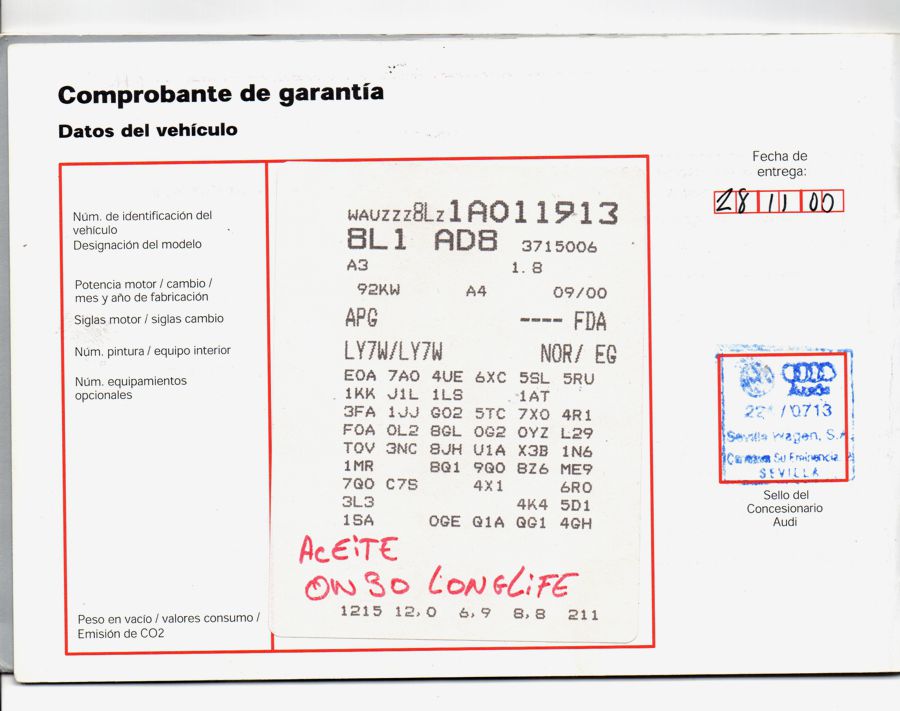 Comprobante de garantía
Datos del vehículo
Fecha de
entrega:
28 11 00
Núm. de identificación del
vehículo
WAUZZZ8LZ1A011913
Designación del modelo
8L1 AD8 3715006
A3 1.8
Potencia motor / cambio /
mes y año de fabricación
92KW A4 09/00
Siglas motor / siglas cambio
APG ---- FDA
Núm. pintura / equipo interior
LY7W/LY7W NOR/ EG
Núm. equipamientos
opcionales
E0A 7A0 4UE 6XC 5SL 5RU
1KK J1L 1LS 1AT
3FA 1JJ G02 5TC 7X0 4R1
F0A 0L2 8GL 0G2 0YZ L29
T0V 3NC 8JH U1A X3B 1N6
1MR 8Q1 9Q0 8Z6 ME9
7Q0 C7S 4X1 6R0
3L3 4K4 5D1
1SA 0GE Q1A QG1 4GH
ACEITE
0W30 LONGLIFE
Peso en vacío / valores consumo /
Emisión de CO2
1215 12,0 6,9 8,8 211
Audi
/0713
Sevilla Wagen, S.A.
Su Eminencia
SEVILLA
Sello del
Concesionario
Audi